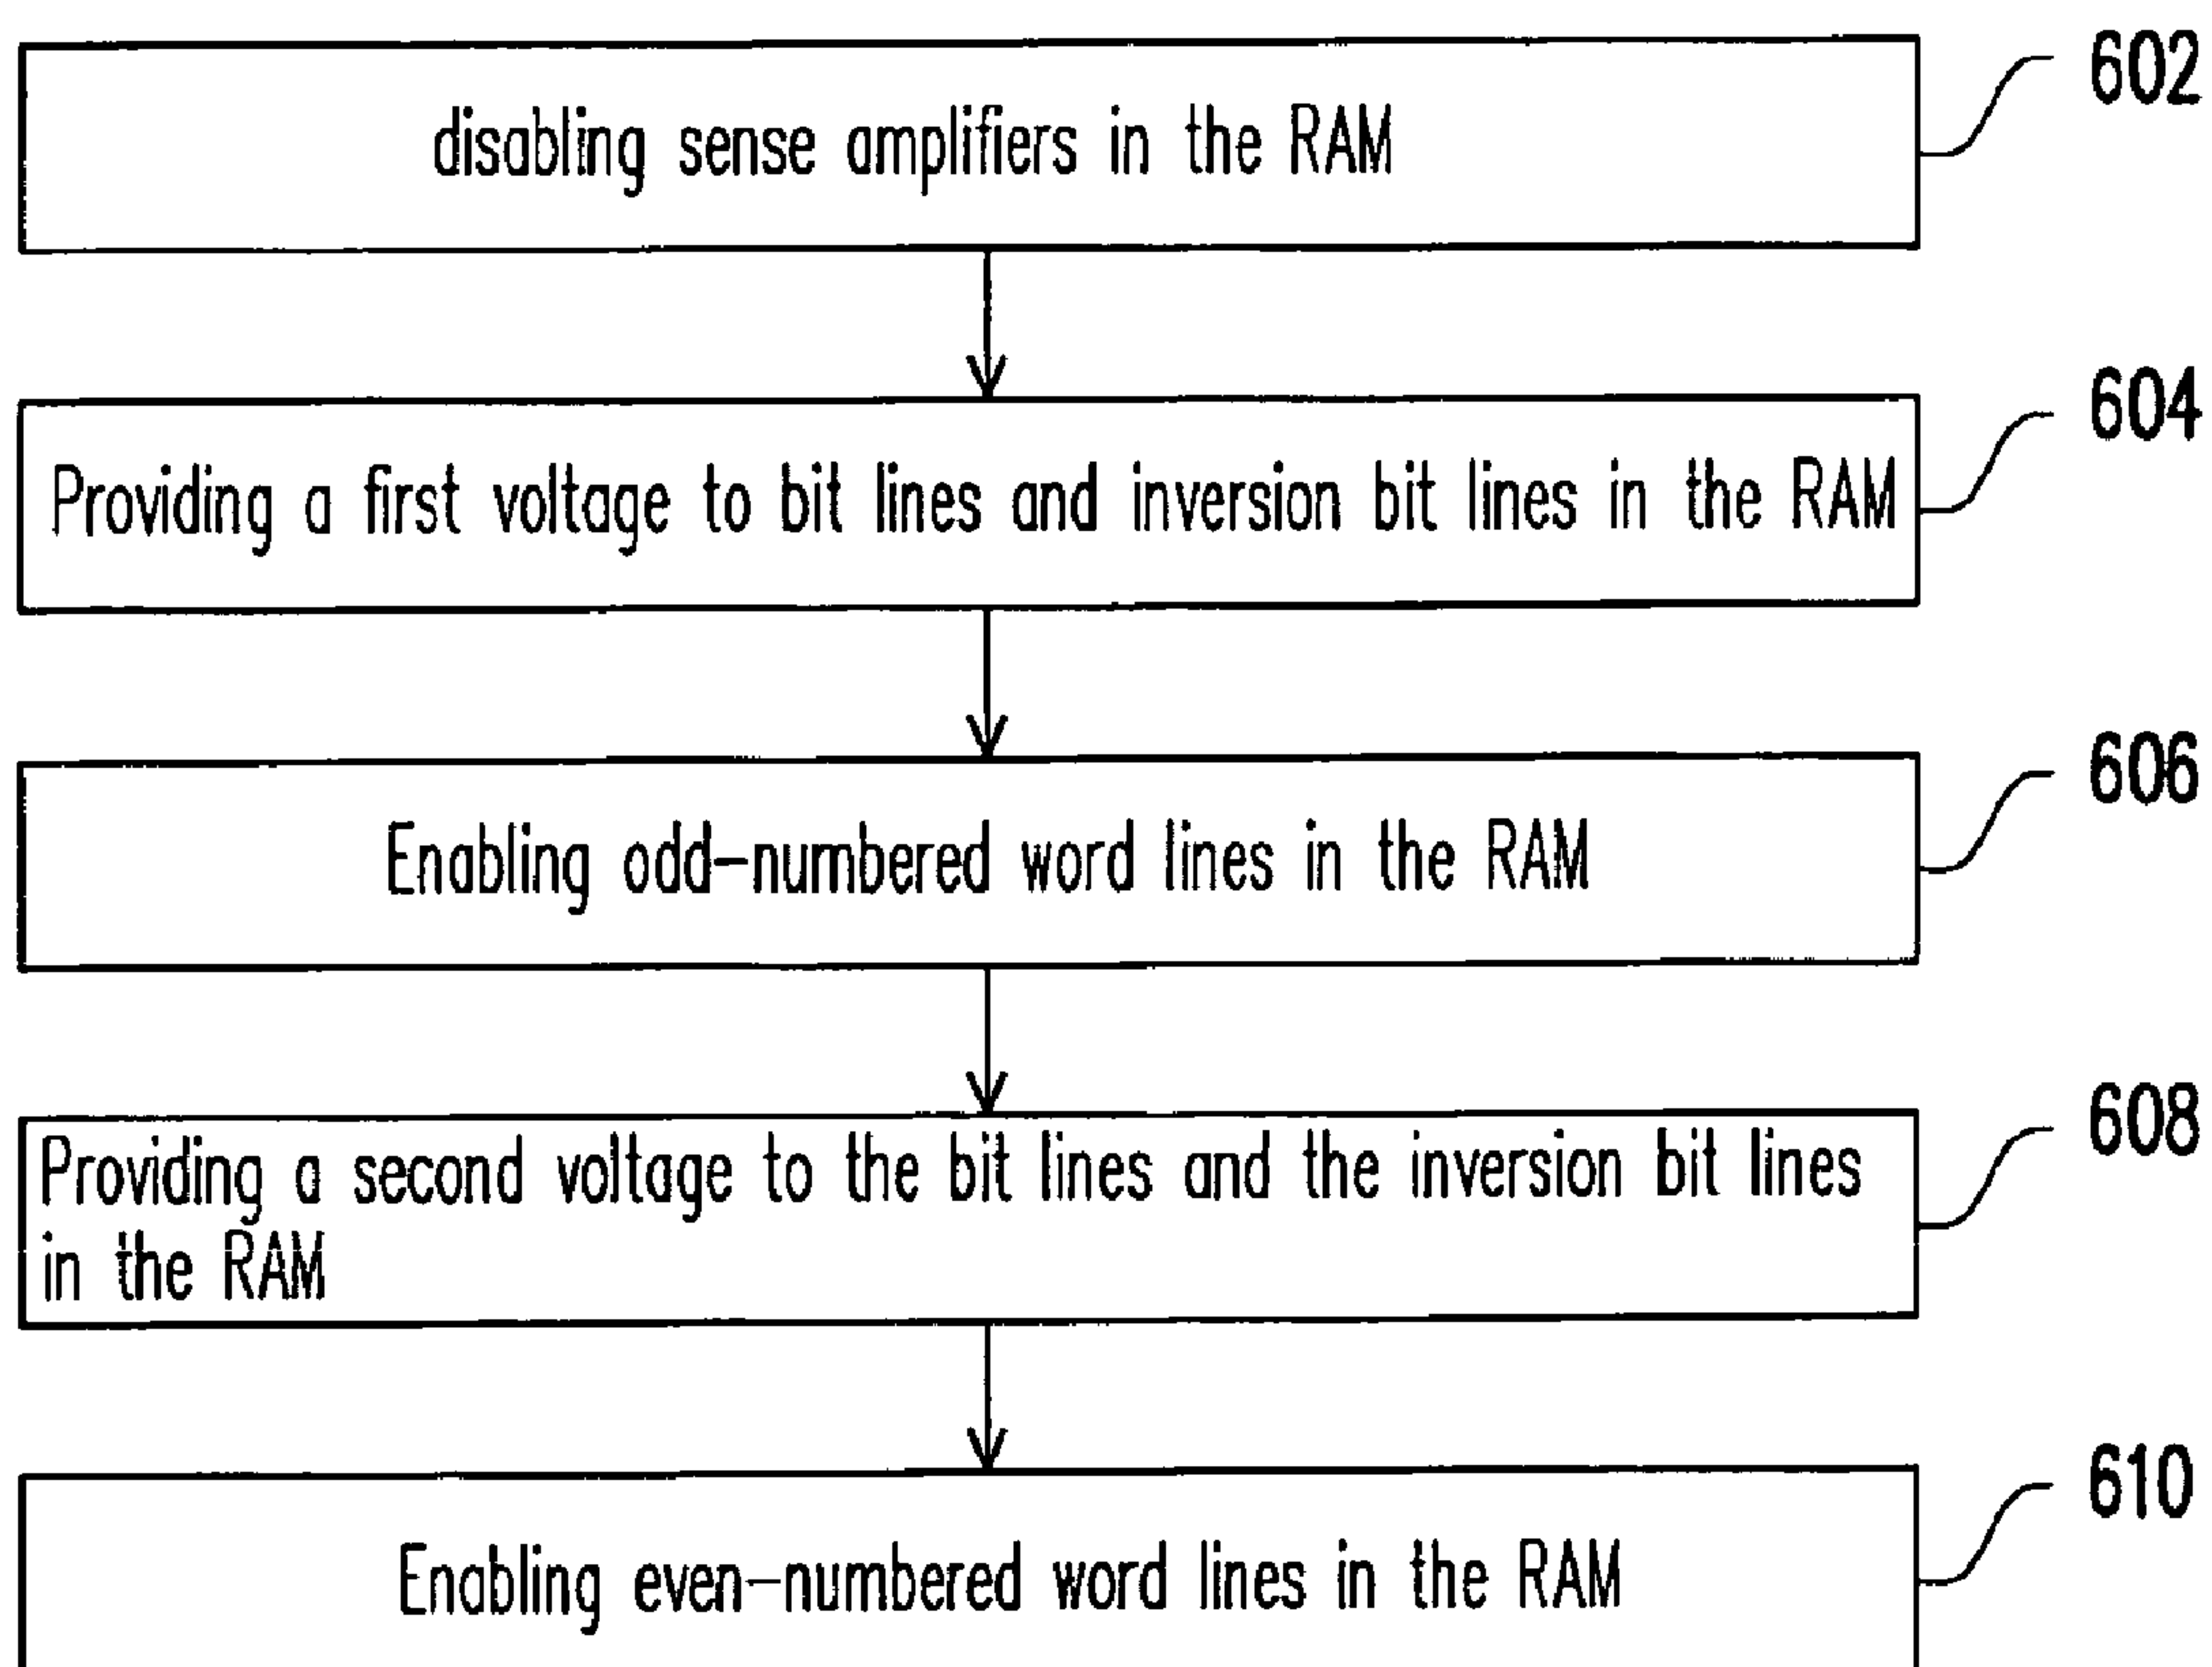 disabling sense amplifiers in the RAM
602
Providing a first voltage to bit lines and inversion bit lines in the RAM
604
Enabling odd-numbered word lines in the RAM
606
Providing a second voltage to the bit lines and the inversion bit lines
in the RAM
608
Enabling even-numbered word lines in the RAM
610